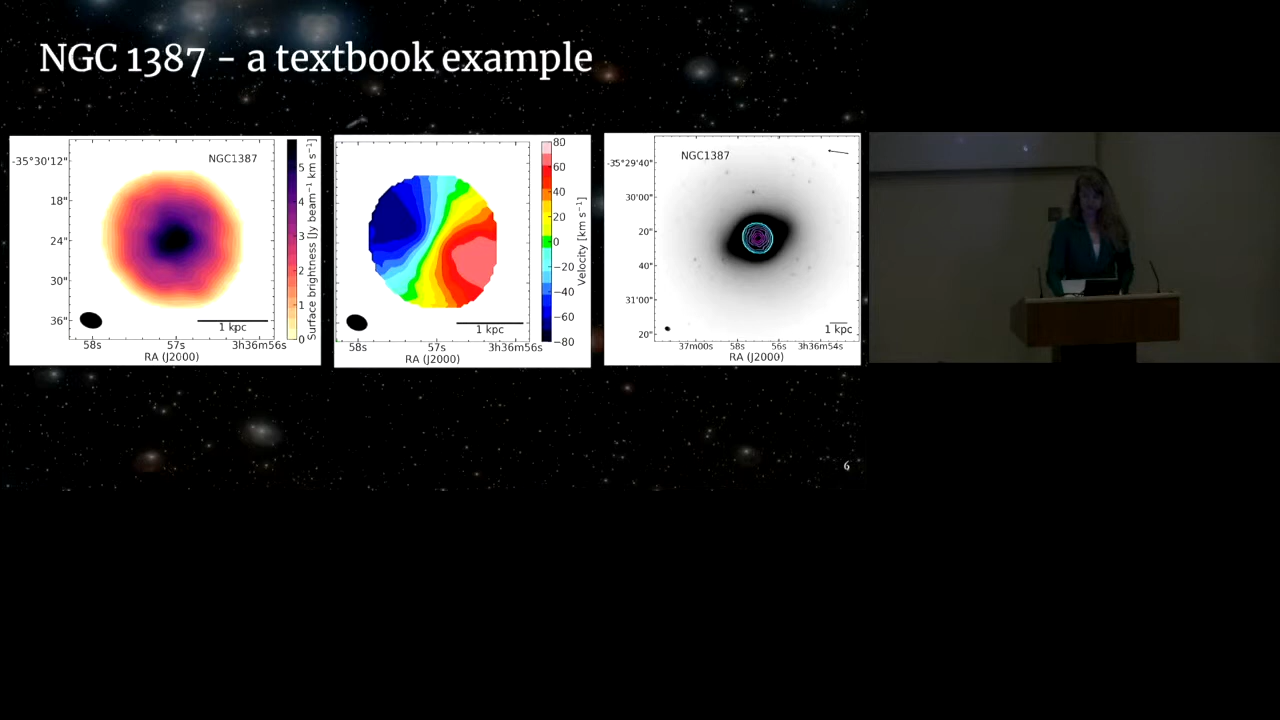 NGC 1387 - a textbook example
-35°30'12"
18"
24"
30"
36"
NGC1387
1 kpc
58s
57s
3h36m56s
RA (J2000)
5
4
3
2
1
0
Surface brightness [Jy beam⁻¹ km s⁻¹]
1 kpc
58s
57s
3h36m56s
RA (J2000)
80
60
40
20
0
−20
−40
−60
−80
Velocity [km s⁻¹]
NGC1387
-35°29'40"
30'00"
20"
40"
31'00"
20"
1 kpc
37m00s
58s
56s
3h36m54s
RA (J2000)
6